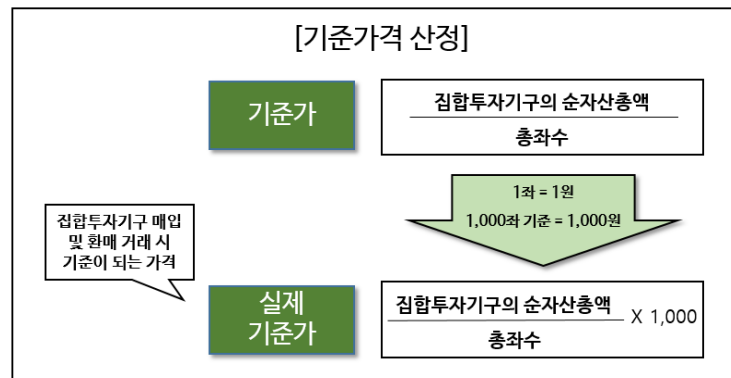 [기준가격 산정]
기준가
집합투자기구의 순자산총액
총좌수
1좌 = 1원
1,000좌 기준 = 1,000원
집합투자기구 매입
및 환매 거래 시
기준이 되는 가격
실제
기준가
집합투자기구의 순자산총액
총좌수
X 1,000